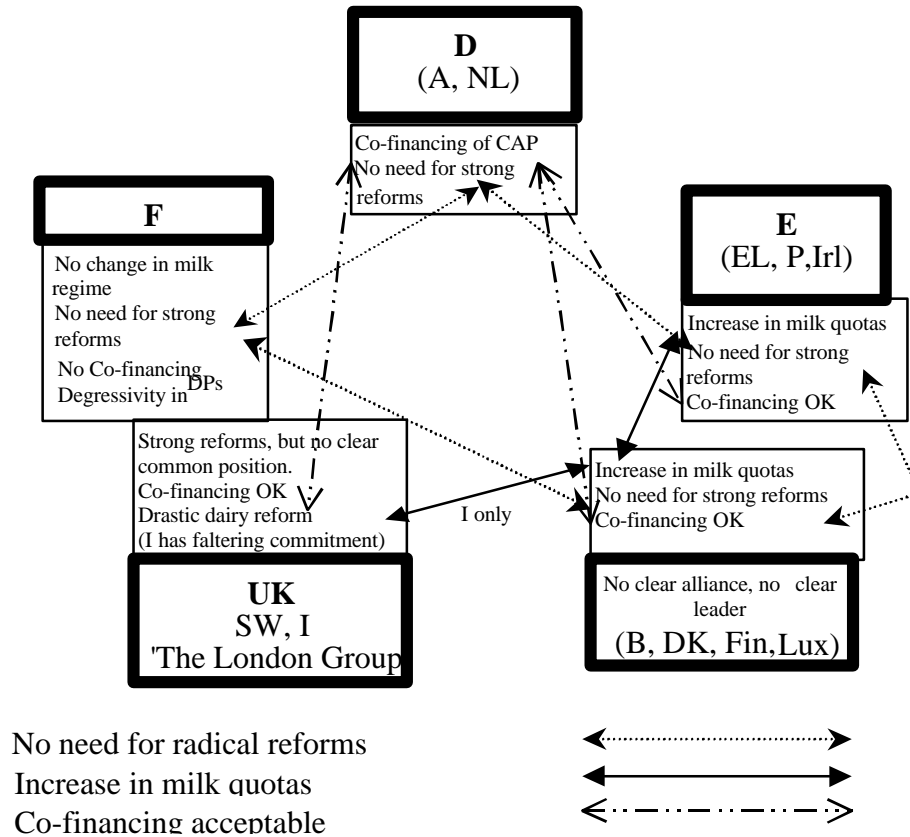 D
(A, NL)
Co-financing of CAP
No need for strong
reforms
F
No change in milk
regime
No need for strong
reforms
No Co-financing
Degressivity in DPs
E
(EL, P,Irl)
Increase in milk quotas
No need for strong
reforms
Co-financing OK
Strong reforms, but no clear
common position.
Co-financing OK
Drastic dairy reform
(I has faltering commitment)
I only
Increase in milk quotas
No need for strong reforms
Co-financing OK
UK
SW, I
'The London Group
No clear alliance, no clear
leader
(B, DK, Fin, Lux)
No need for radical reforms
Increase in milk quotas
Co-financing acceptable